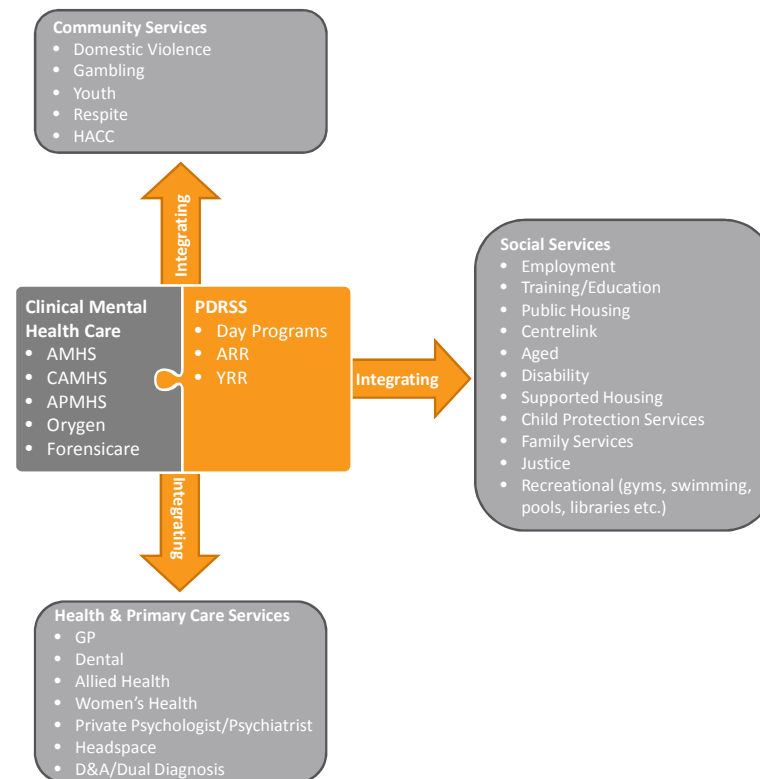 Community Services
• Domestic Violence
• Gambling
• Youth
• Respite
• HACC
Integrating
Clinical Mental
Health Care
• AMHS
• CAMHS
• APMHS
• Orygen
• Forensicare
PDRSS
• Day Programs
• ARR
• YRR
Integrating
Social Services
• Employment
• Training/Education
• Public Housing
• Centrelink
• Aged
• Disability
• Supported Housing
• Child Protection Services
• Family Services
• Justice
• Recreational (gyms, swimming,
pools, libraries etc.)
Integrating
Health & Primary Care Services
• GP
• Dental
• Allied Health
• Women's Health
• Private Psychologist/Psychiatrist
• Headspace
• D&A/Dual Diagnosis